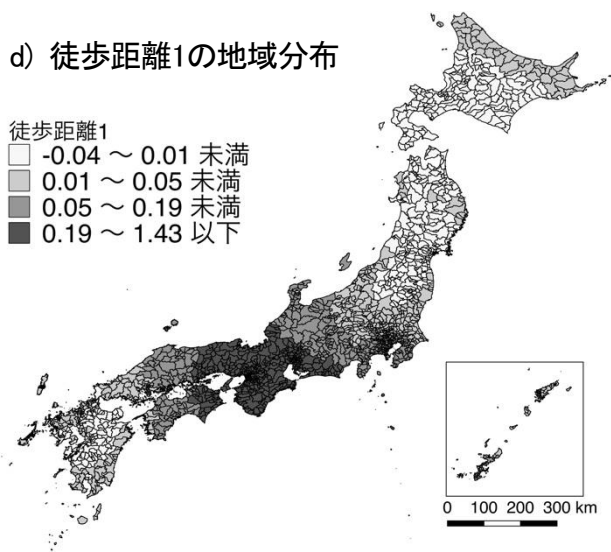 d) 徒歩距離1の地域分布
徒歩距離1
-0.04 ～ 0.01 未満
0.01 ～ 0.05 未満
0.05 ～ 0.19 未満
0.19 ～ 1.43 以下
0 100 200 300 km